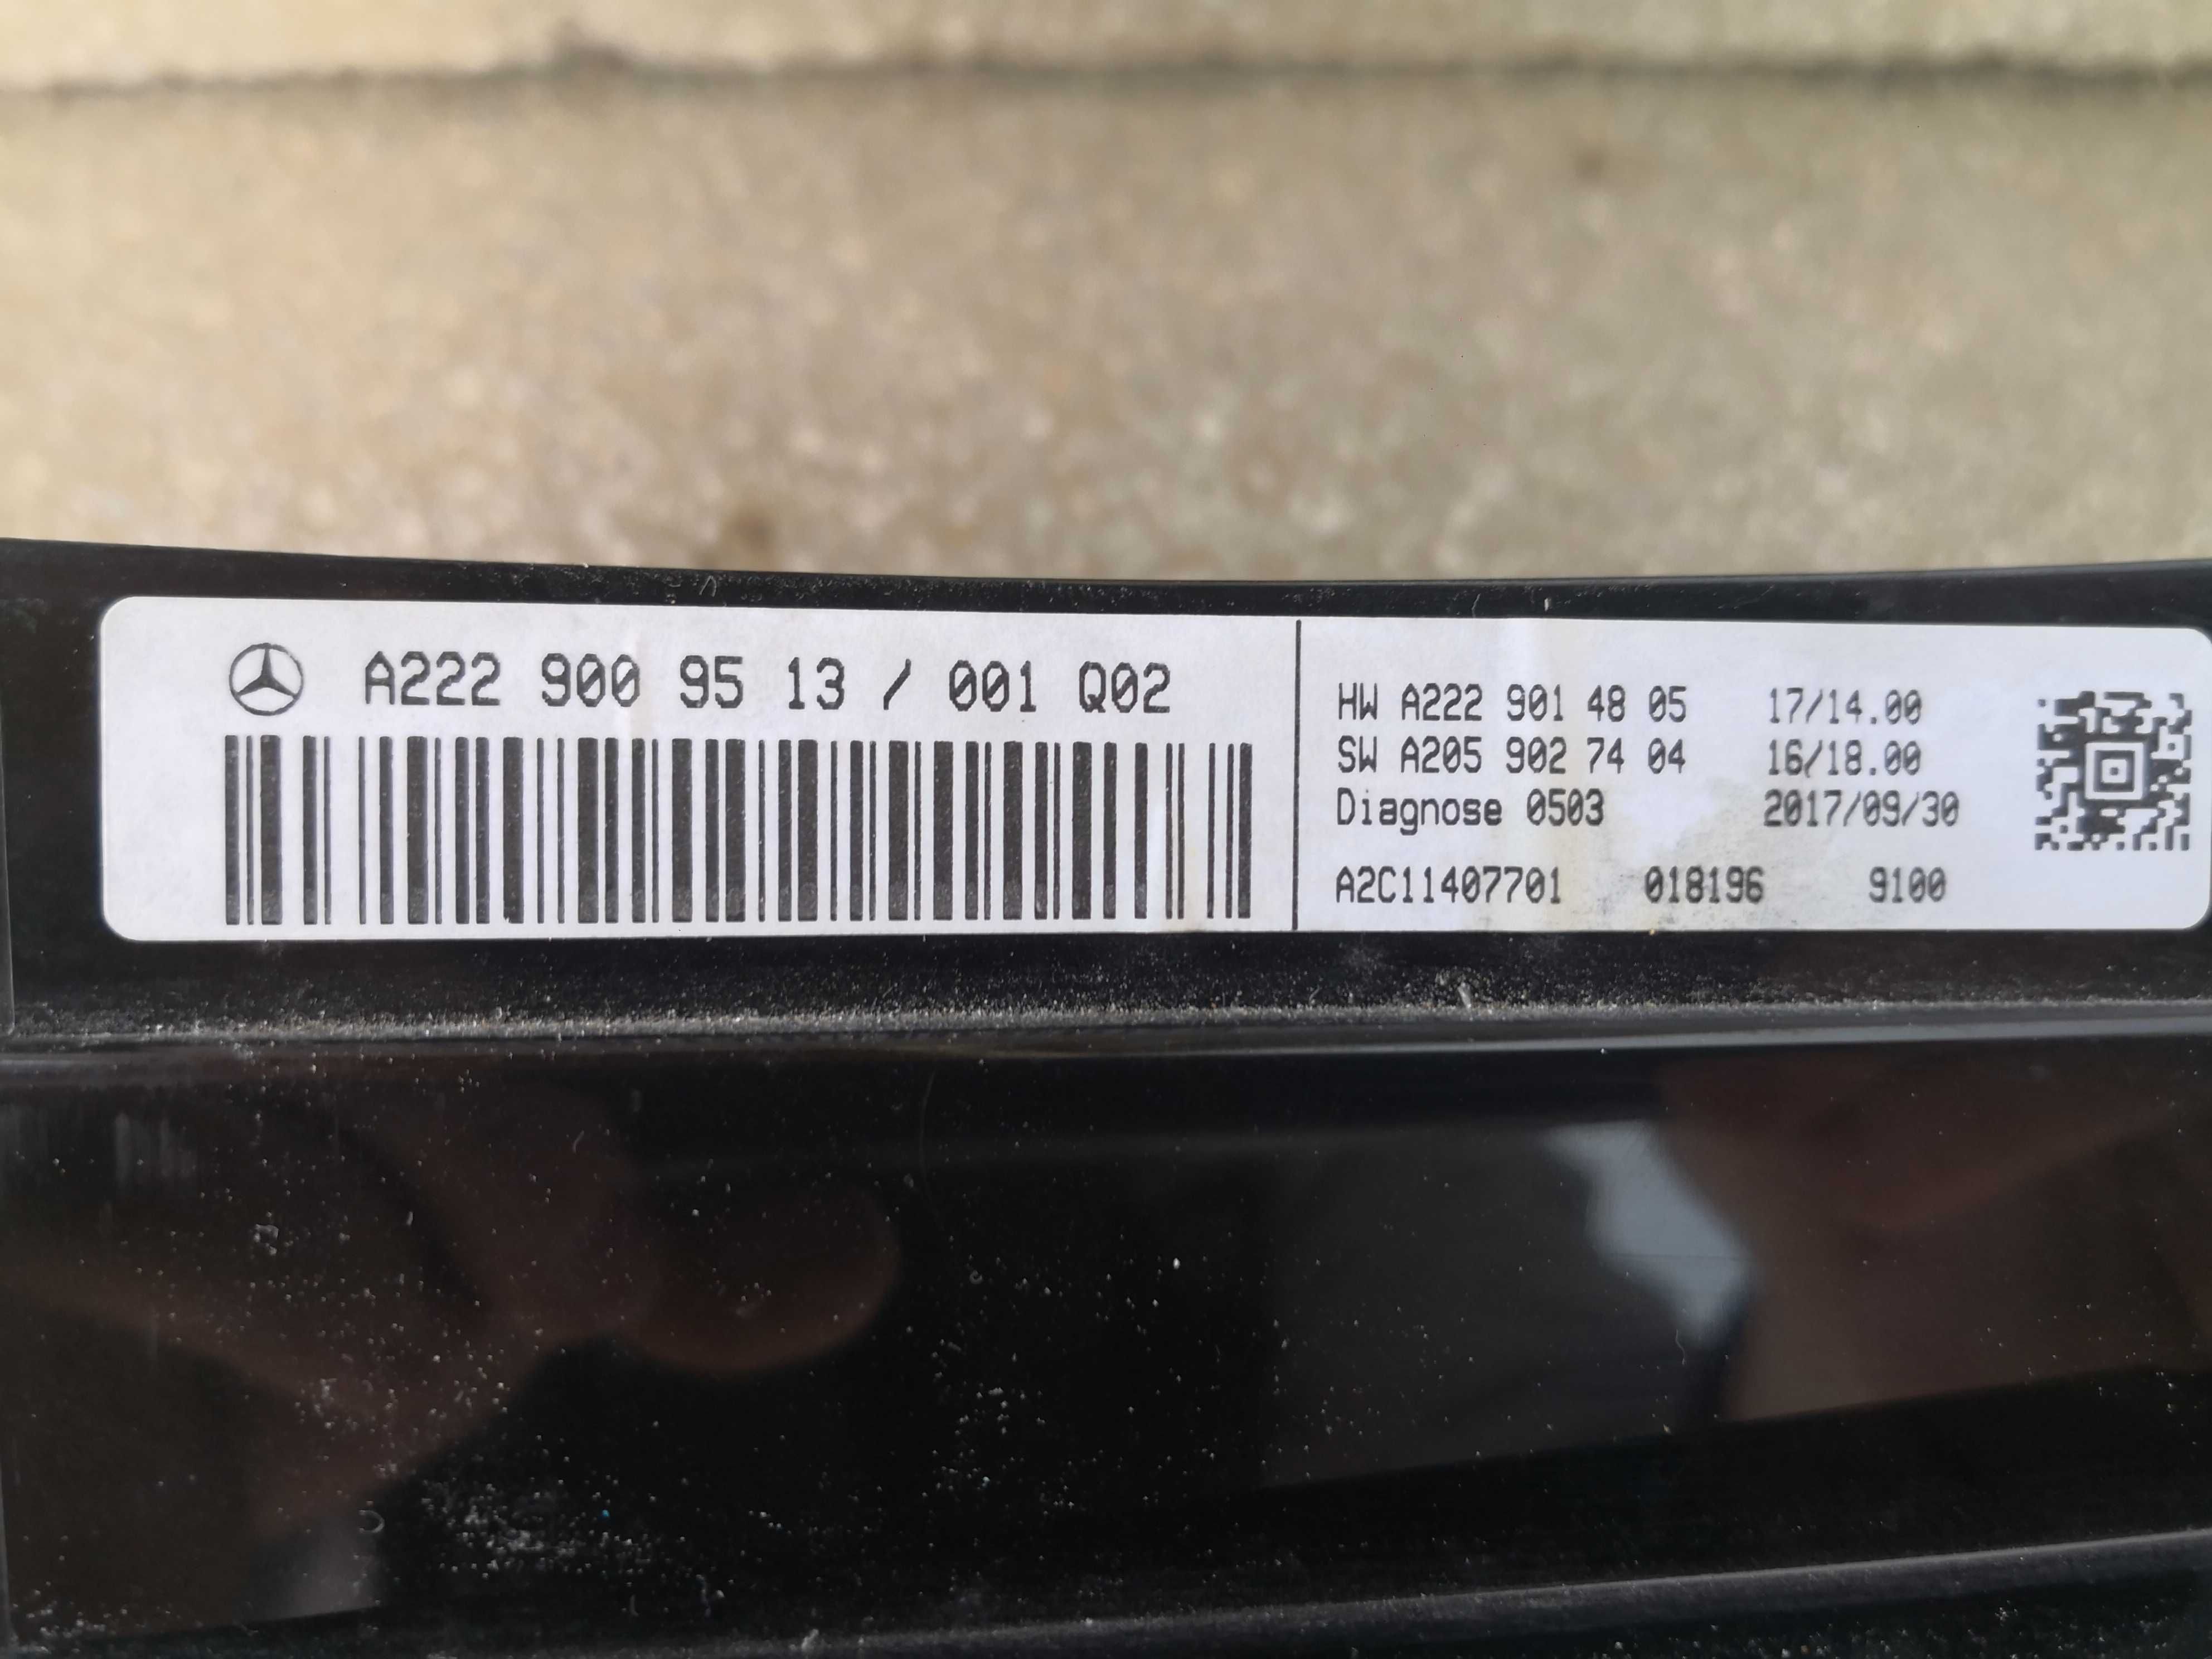 A222 900 95 13 / 001 Q02
HW A222 901 48 05 17/14.00
SW A205 902 74 04 16/18.00
Diagnose 0503 2017/09/30
A2C11407701 018196 9100